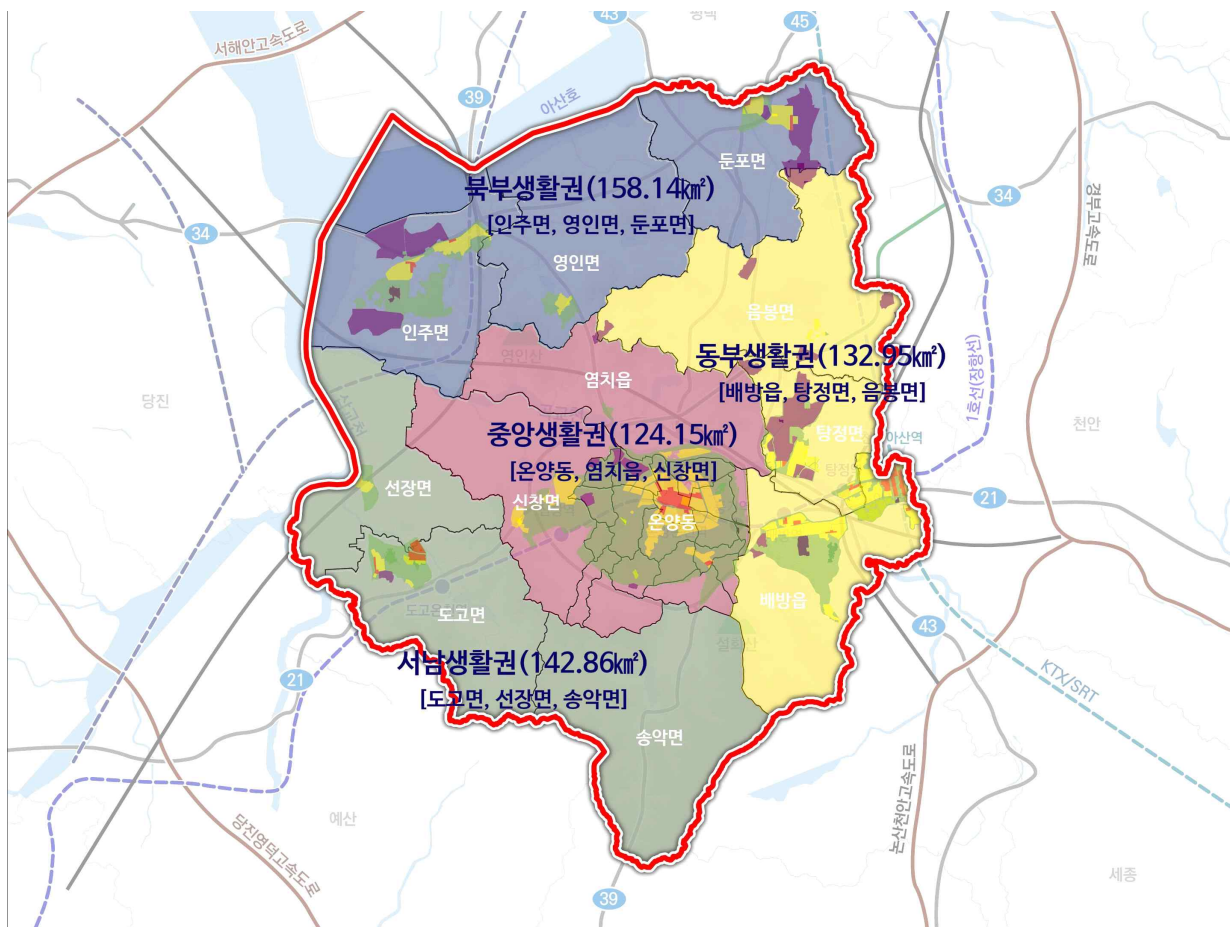 43
평택
45
서해안고속도로
39
아산호
둔포면
북부생활권(158.14㎢)
[인주면, 영인면, 둔포면]
34
34
경부고속도로
영인면
음봉면
인주면
영인산
염치읍
동부생활권(132.95㎢)
[배방읍, 탕정면, 음봉면]
1호선(장항선)
당진
천안
중앙생활권(124.15㎢)
[온양동, 염치읍, 신창면]
탕정면
아산역
선장면
신창면
온양동
21
배방읍
도고면
설화산
43
서남생활권(142.86㎢)
[도고면, 선장면, 송악면]
21
KTX/SRT
송악면
논산천안고속도로
예산
당진영덕고속도로
세종
39